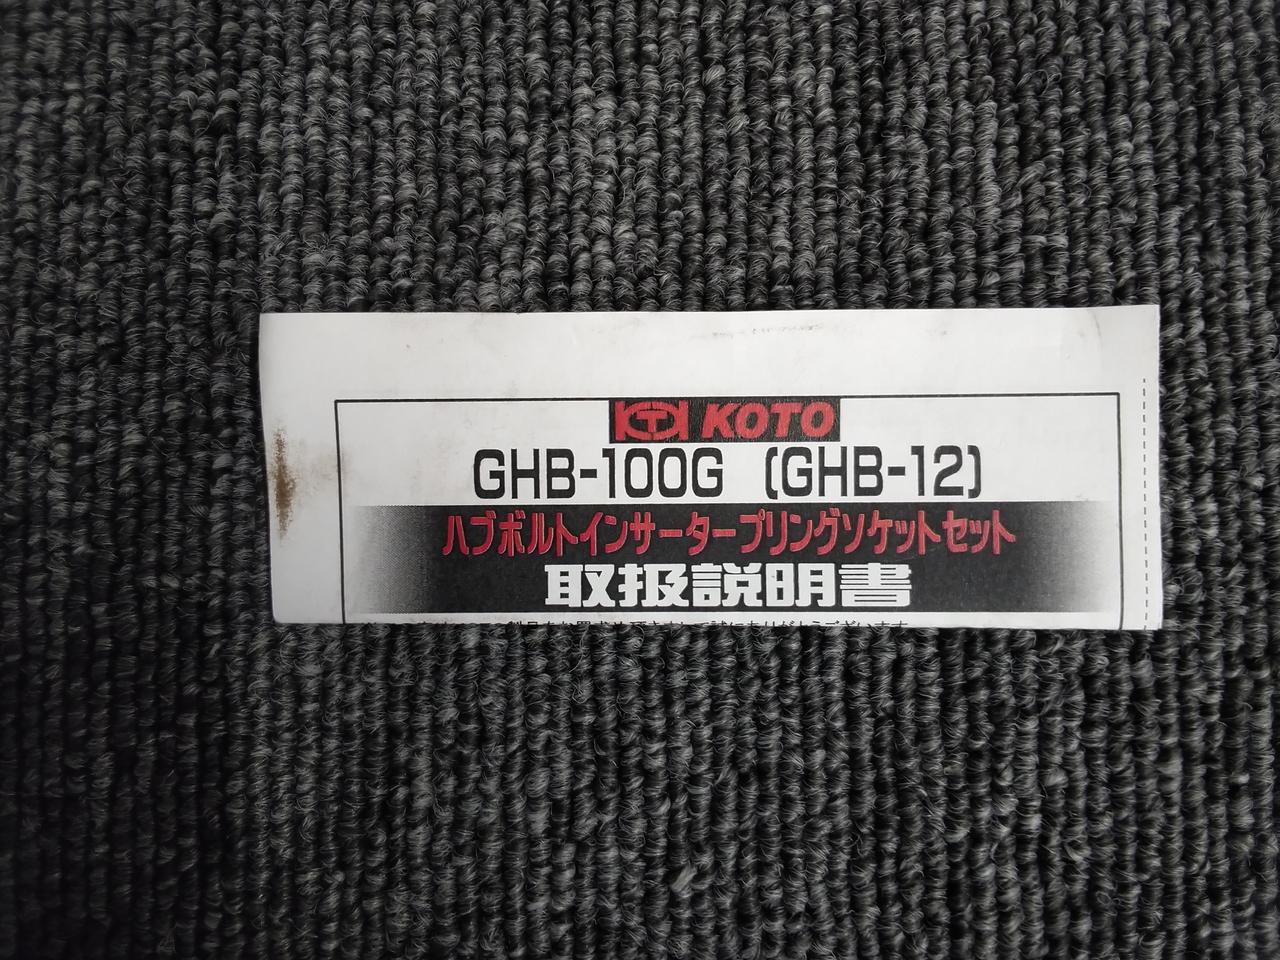 KOTO
GHB-100G (GHB-12)
ハブボルトインサータープリングソケットセット
取扱説明書